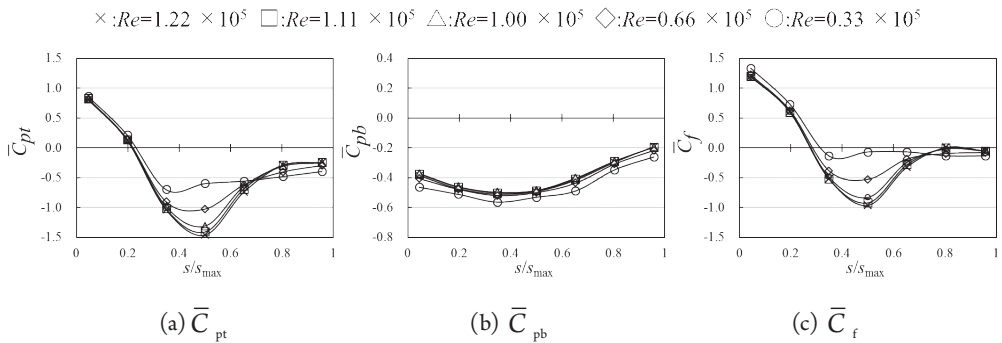 ×:Re=1.22 × 10⁵ □:Re=1.11 × 10⁵ △:Re=1.00 × 10⁵ ◇:Re=0.66 × 10⁵ ○:Re=0.33 × 10⁵
1.5
1.0
0.5
0.0
-0.5
-1.0
-1.5
C̅pt
0 0.2 0.4 0.6 0.8 1
s/smax
(a) C̅ pt
0.4
0.2
0.0
-0.2
-0.4
-0.6
-0.8
C̅pb
0 0.2 0.4 0.6 0.8 1
s/smax
(b) C̅ pb
1.5
1.0
0.5
0.0
-0.5
-1.0
-1.5
C̅f
0 0.2 0.4 0.6 0.8 1
s/smax
(c) C̅ f